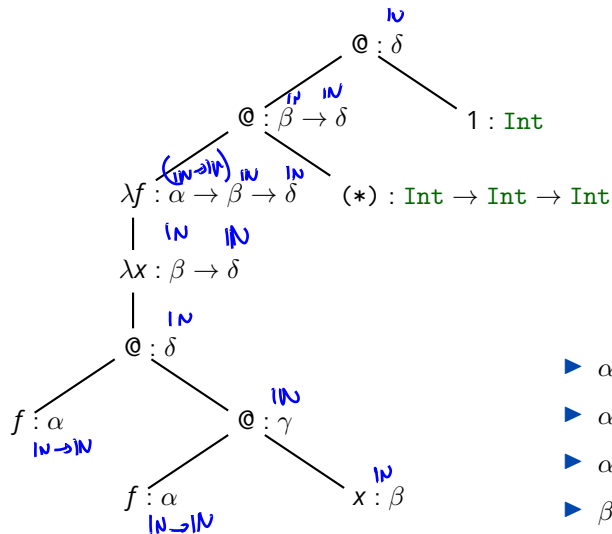 IN
@ : δ
IN IN
@ : β → δ
1 : Int
(IN→IN) IN IN
λf : α → β → δ
(*) : Int → Int → Int
IN IN
λx : β → δ
IN
@ : δ
▶ α
f : α
IN→IN
IN
@ : γ
▶ α
▶ α
f : α
IN→IN
IN
x : β
▶ β